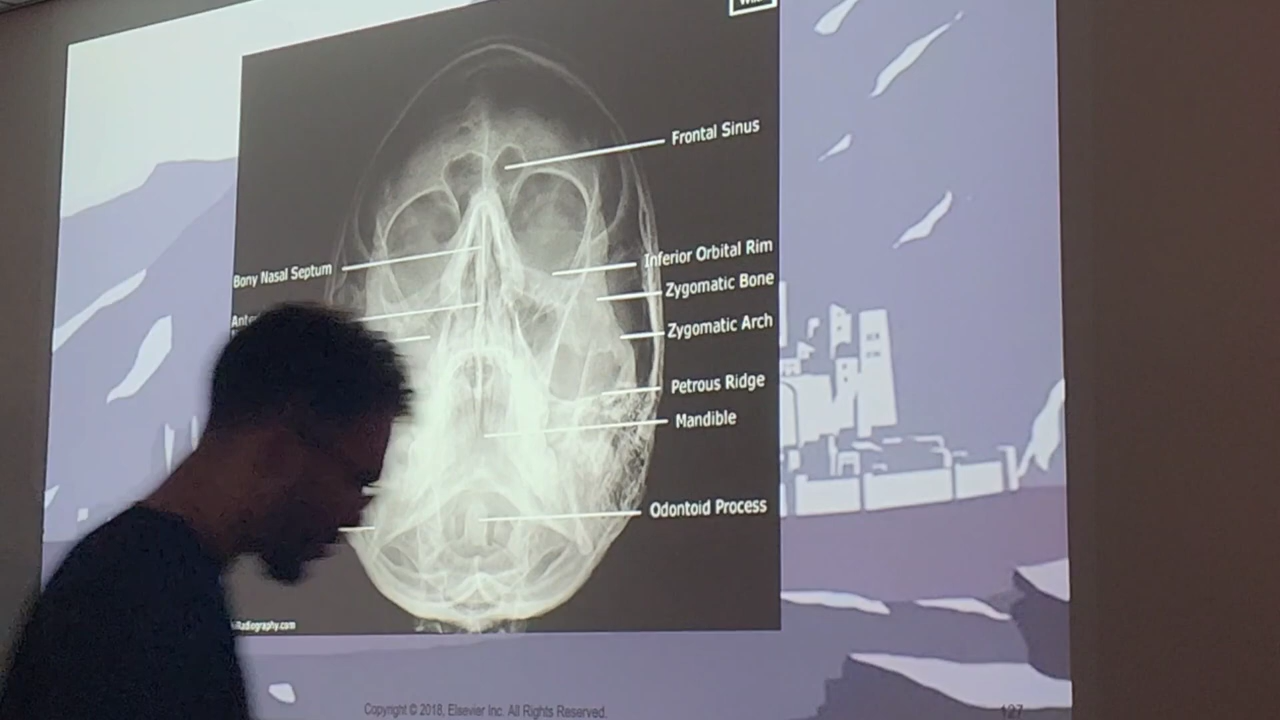 Frontal Sinus
Inferior Orbital Rim
Bony Nasal Septum
Zygomatic Bone
Zygomatic Arch
Petrous Ridge
Mandible
Odontoid Process
Copyright © 2018, Elsevier Inc. All Rights Reserved.
127